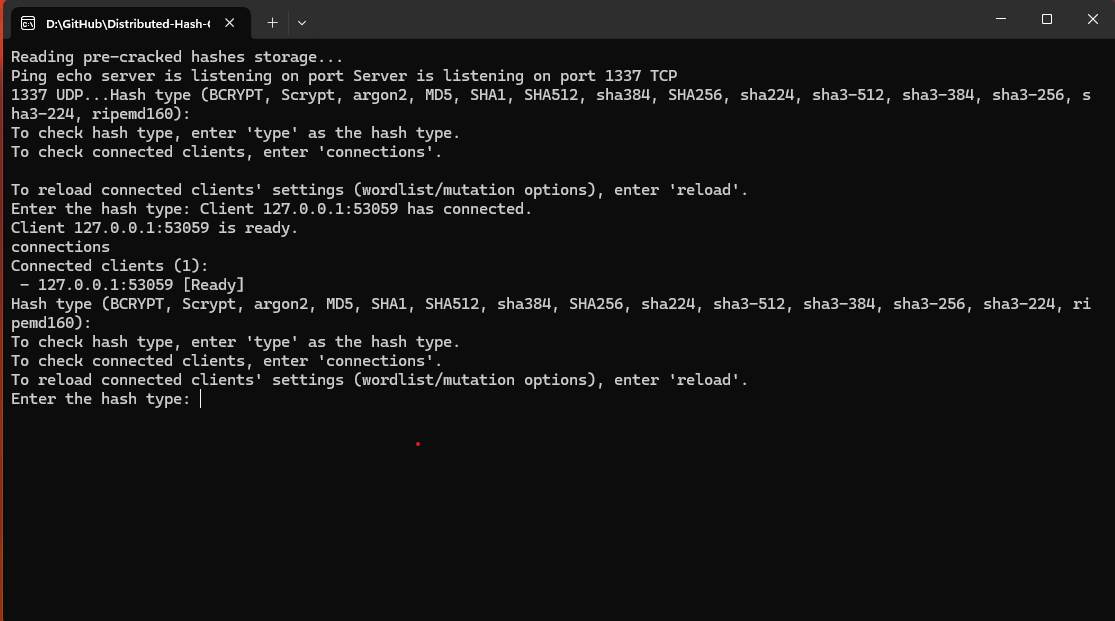 D:\GitHub\Distributed-Hash-
Reading pre-cracked hashes storage...
Ping echo server is listening on port Server is listening on port 1337 TCP
1337 UDP...Hash type (BCRYPT, Scrypt, argon2, MD5, SHA1, SHA512, sha384, SHA256, sha224, sha3-512, sha3-384, sha3-256, s
ha3-224, ripemd160):
To check hash type, enter 'type' as the hash type.
To check connected clients, enter 'connections'.
To reload connected clients' settings (wordlist/mutation options), enter 'reload'.
Enter the hash type: Client 127.0.0.1:53059 has connected.
Client 127.0.0.1:53059 is ready.
connections
Connected clients (1):
 - 127.0.0.1:53059 [Ready]
Hash type (BCRYPT, Scrypt, argon2, MD5, SHA1, SHA512, sha384, SHA256, sha224, sha3-512, sha3-384, sha3-256, sha3-224, ri
pemd160):
To check hash type, enter 'type' as the hash type.
To check connected clients, enter 'connections'.
To reload connected clients' settings (wordlist/mutation options), enter 'reload'.
Enter the hash type: